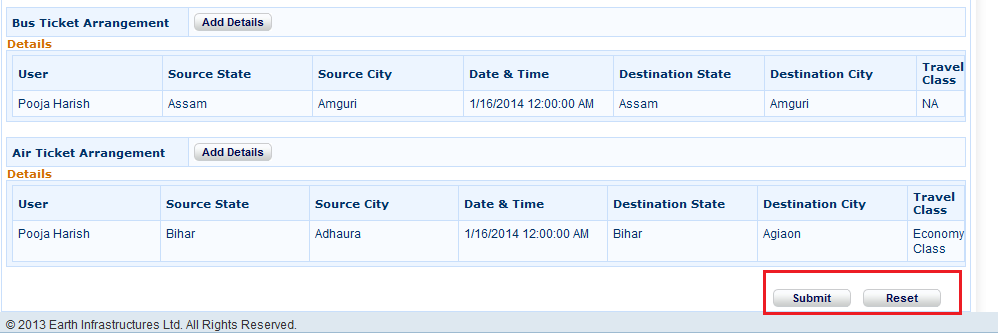 Bus Ticket Arrangement Add Details
Details
User Source State Source City Date & Time Destination State Destination City Travel Class
Pooja Harish Assam Amguri 1/16/2014 12:00:00 AM Assam Amguri NA
Air Ticket Arrangement Add Details
Details
User Source State Source City Date & Time Destination State Destination City Travel Class
Pooja Harish Bihar Adhaura 1/16/2014 12:00:00 AM Bihar Agiaon Economy Class
Submit Reset
© 2013 Earth Infrastructures Ltd. All Rights Reserved.